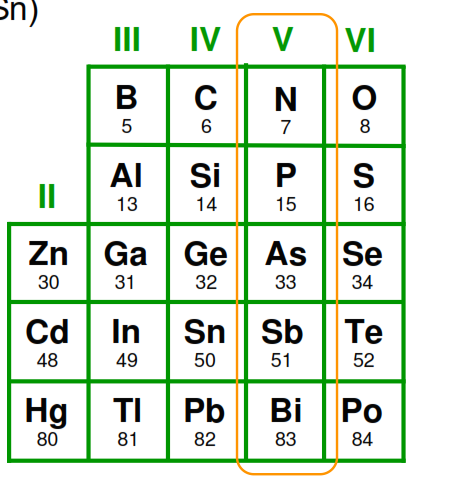 Sn)
III IV V VI
B C N O
5 6 7 8
Al Si P S
II
13 14 15 16
Zn Ga Ge As Se
30 31 32 33 34
Cd In Sn Sb Te
48 49 50 51 52
Hg Tl Pb Bi Po
80 81 82 83 84